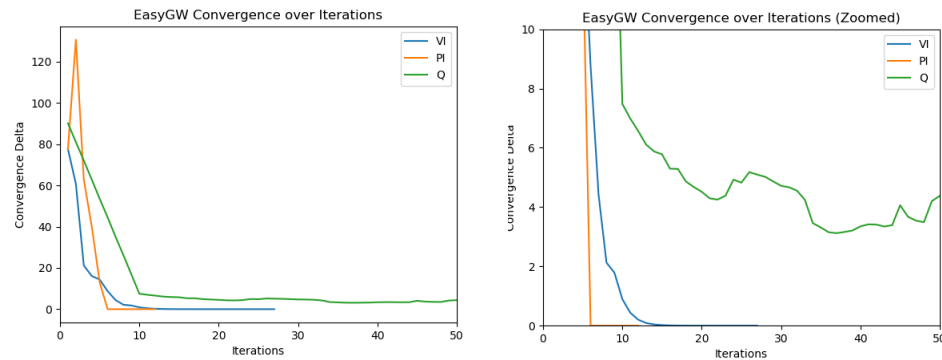 EasyGW Convergence over Iterations
VI
PI
Q
Convergence Delta
120
100
80
60
40
20
0
0 10 20 30 40 50
Iterations
EasyGW Convergence over Iterations (Zoomed)
VI
PI
Q
Convergence Delta
10
8
6
4
2
0
0 10 20 30 40 50
Iterations